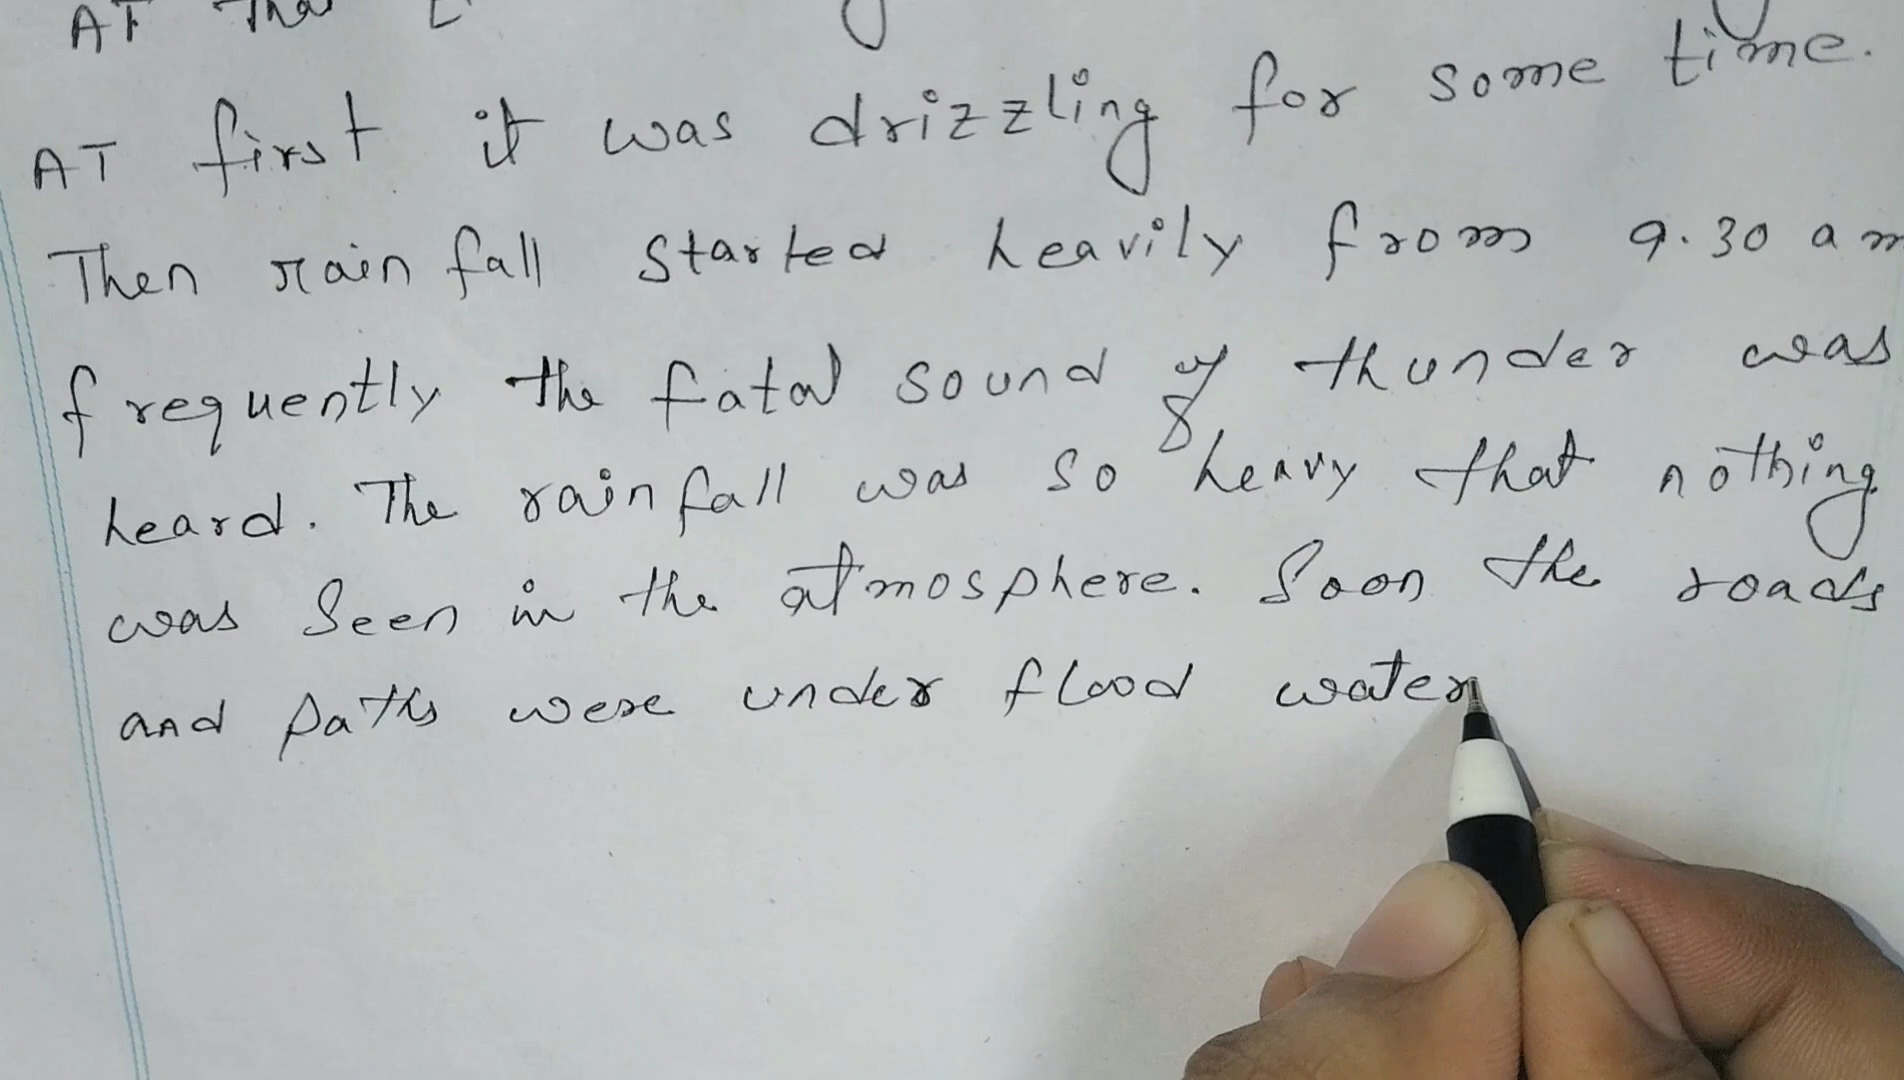 AT
AT first it was drizzling for some time.
Then rain fall started heavily from 9.30 am
frequently the fatal sound of thunder was
heard. The rainfall was so heavy that nothing
was seen in the atmosphere. Soon the roads
and paths were under flood water